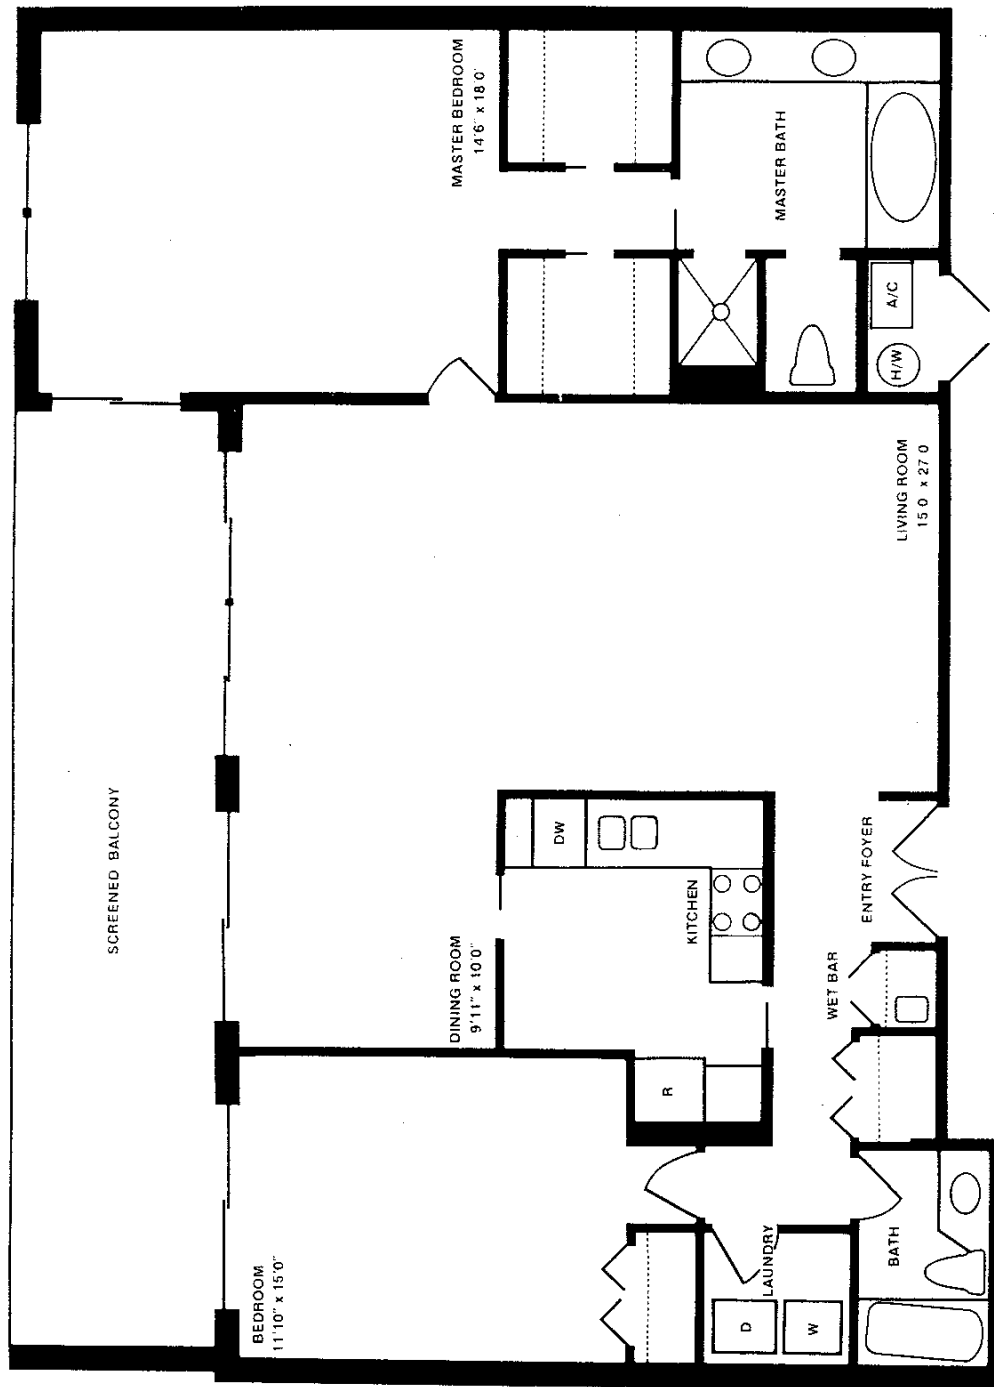 MASTER BEDROOM
14'6" x 18'0'
MASTER BATH
A/C
H/W
LIVING ROOM
15 0 x 27 0
SCREENED BALCONY
DINING ROOM
9'11" x 10'0"
DW
KITCHEN
ENTRY FOYER
WET BAR
R
BEDROOM
11'10" x 15'0"
LAUNDRY
D
W
BATH